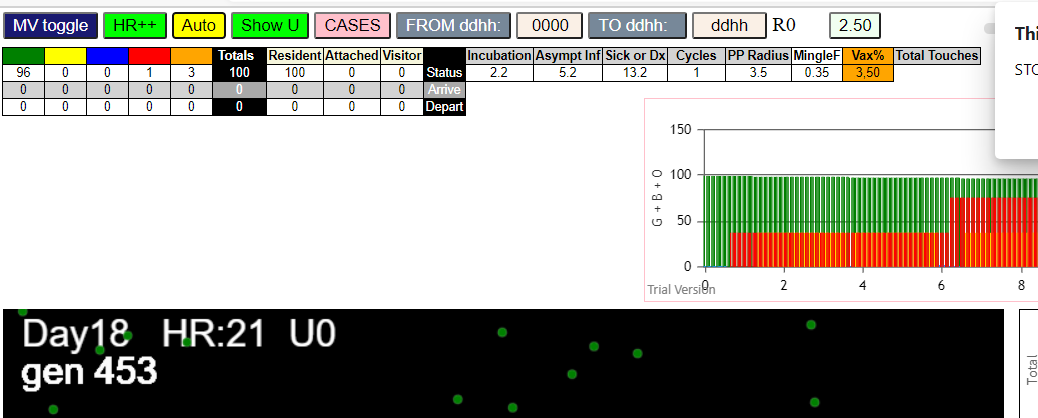 MV toggle HR++ Auto Show U CASES FROM ddhh: 0000 TO ddhh: ddhh R0 2.50
Totals Resident Attached Visitor Incubation Asympt Inf Sick or Dx Cycles PP Radius MingleF Vax% Total Touches
96 0 0 1 3 100 100 0 0 Status 2.2 5.2 13.2 1 3.5 0.35 3,50
0 0 0 0 0 0 0 0 0 Arrive
0 0 0 0 0 0 0 0 0 Depart
Thi
STO
150
100
50
0
G + B + O
0 2 4 6 8
Trial Version
Day18 HR:21 U0
gen 453
Total